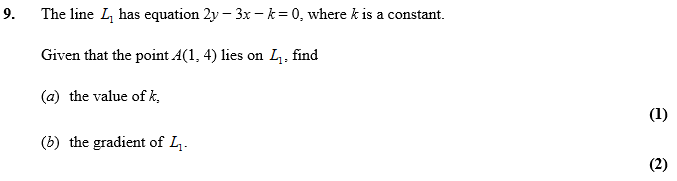 9. The line L₁ has equation 2y − 3x − k = 0, where k is a constant.
Given that the point A(1, 4) lies on L₁, find
(a) the value of k,
(1)
(b) the gradient of L₁.
(2)